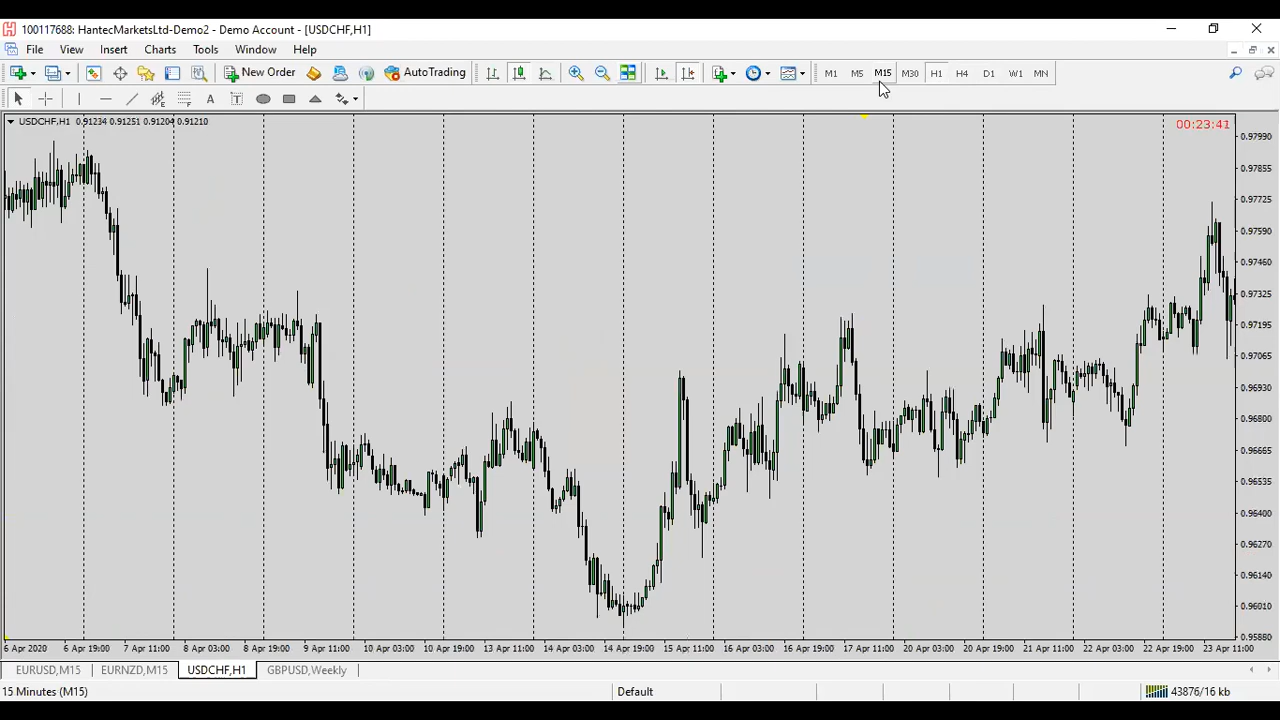 100117688: HantecMarketsLtd-Demo2 - Demo Account - [USDCHF,H1]
File View Insert Charts Tools Window Help
New Order AutoTrading M1 M5 M15 M30 H1 H4 D1 W1 MN
A T
USDCHF,H1 0.91234 0.91251 0.91204 0.91210
00:23:41
0.97990
0.97855
0.97725
0.97590
0.97460
0.97325
0.97195
0.97065
0.96930
0.96800
0.96665
0.96535
0.96400
0.96270
0.96140
0.96010
0.95880
6 Apr 2020 6 Apr 19:00 7 Apr 11:00 8 Apr 03:00 8 Apr 19:00 9 Apr 11:00 10 Apr 03:00 10 Apr 19:00 13 Apr 11:00 14 Apr 03:00 14 Apr 19:00 15 Apr 11:00 16 Apr 03:00 16 Apr 19:00 17 Apr 11:00 20 Apr 03:00 20 Apr 19:00 21 Apr 11:00 22 Apr 03:00 22 Apr 19:00 23 Apr 11:00
EURUSD,M15 EURNZD,M15 USDCHF,H1 GBPUSD,Weekly
15 Minutes (M15) Default 43876/16 kb